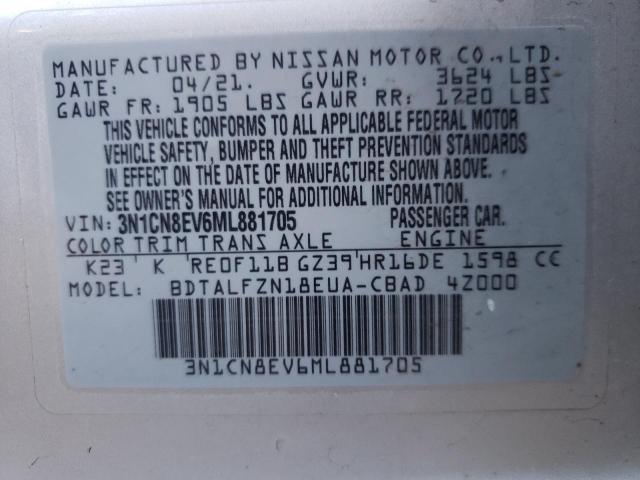 MANUFACTURED BY NISSAN MOTOR CO., LTD.
DATE: 04/21. GVWR: 3624 LBS
GAWR FR: 1905 LBS GAWR RR: 1720 LBS
THIS VEHICLE CONFORMS TO ALL APPLICABLE FEDERAL MOTOR
VEHICLE SAFETY, BUMPER AND THEFT PREVENTION STANDARDS
IN EFFECT ON THE DATE OF MANUFACTURE SHOWN ABOVE.
SEE OWNER'S MANUAL FOR ADDITIONAL INFORMATION.
VIN: 3N1CN8EV6ML881705 PASSENGER CAR.
COLOR TRIM TRANS AXLE ENGINE
K23 K RE0F11B GZ39 HR16DE 1598 CC
MODEL: BDTALFZN18EUA-CBAD 4Z000
3N1CN8EV6ML881705